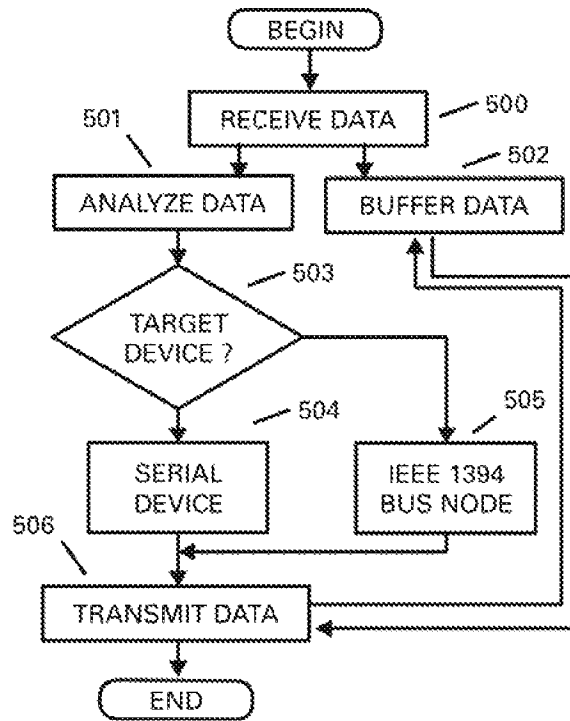 BEGIN
RECEIVE DATA
500
501
ANALYZE DATA
502
BUFFER DATA
503
TARGET
DEVICE ?
504
SERIAL
DEVICE
505
IEEE 1394
BUS NODE
506
TRANSMIT DATA
END